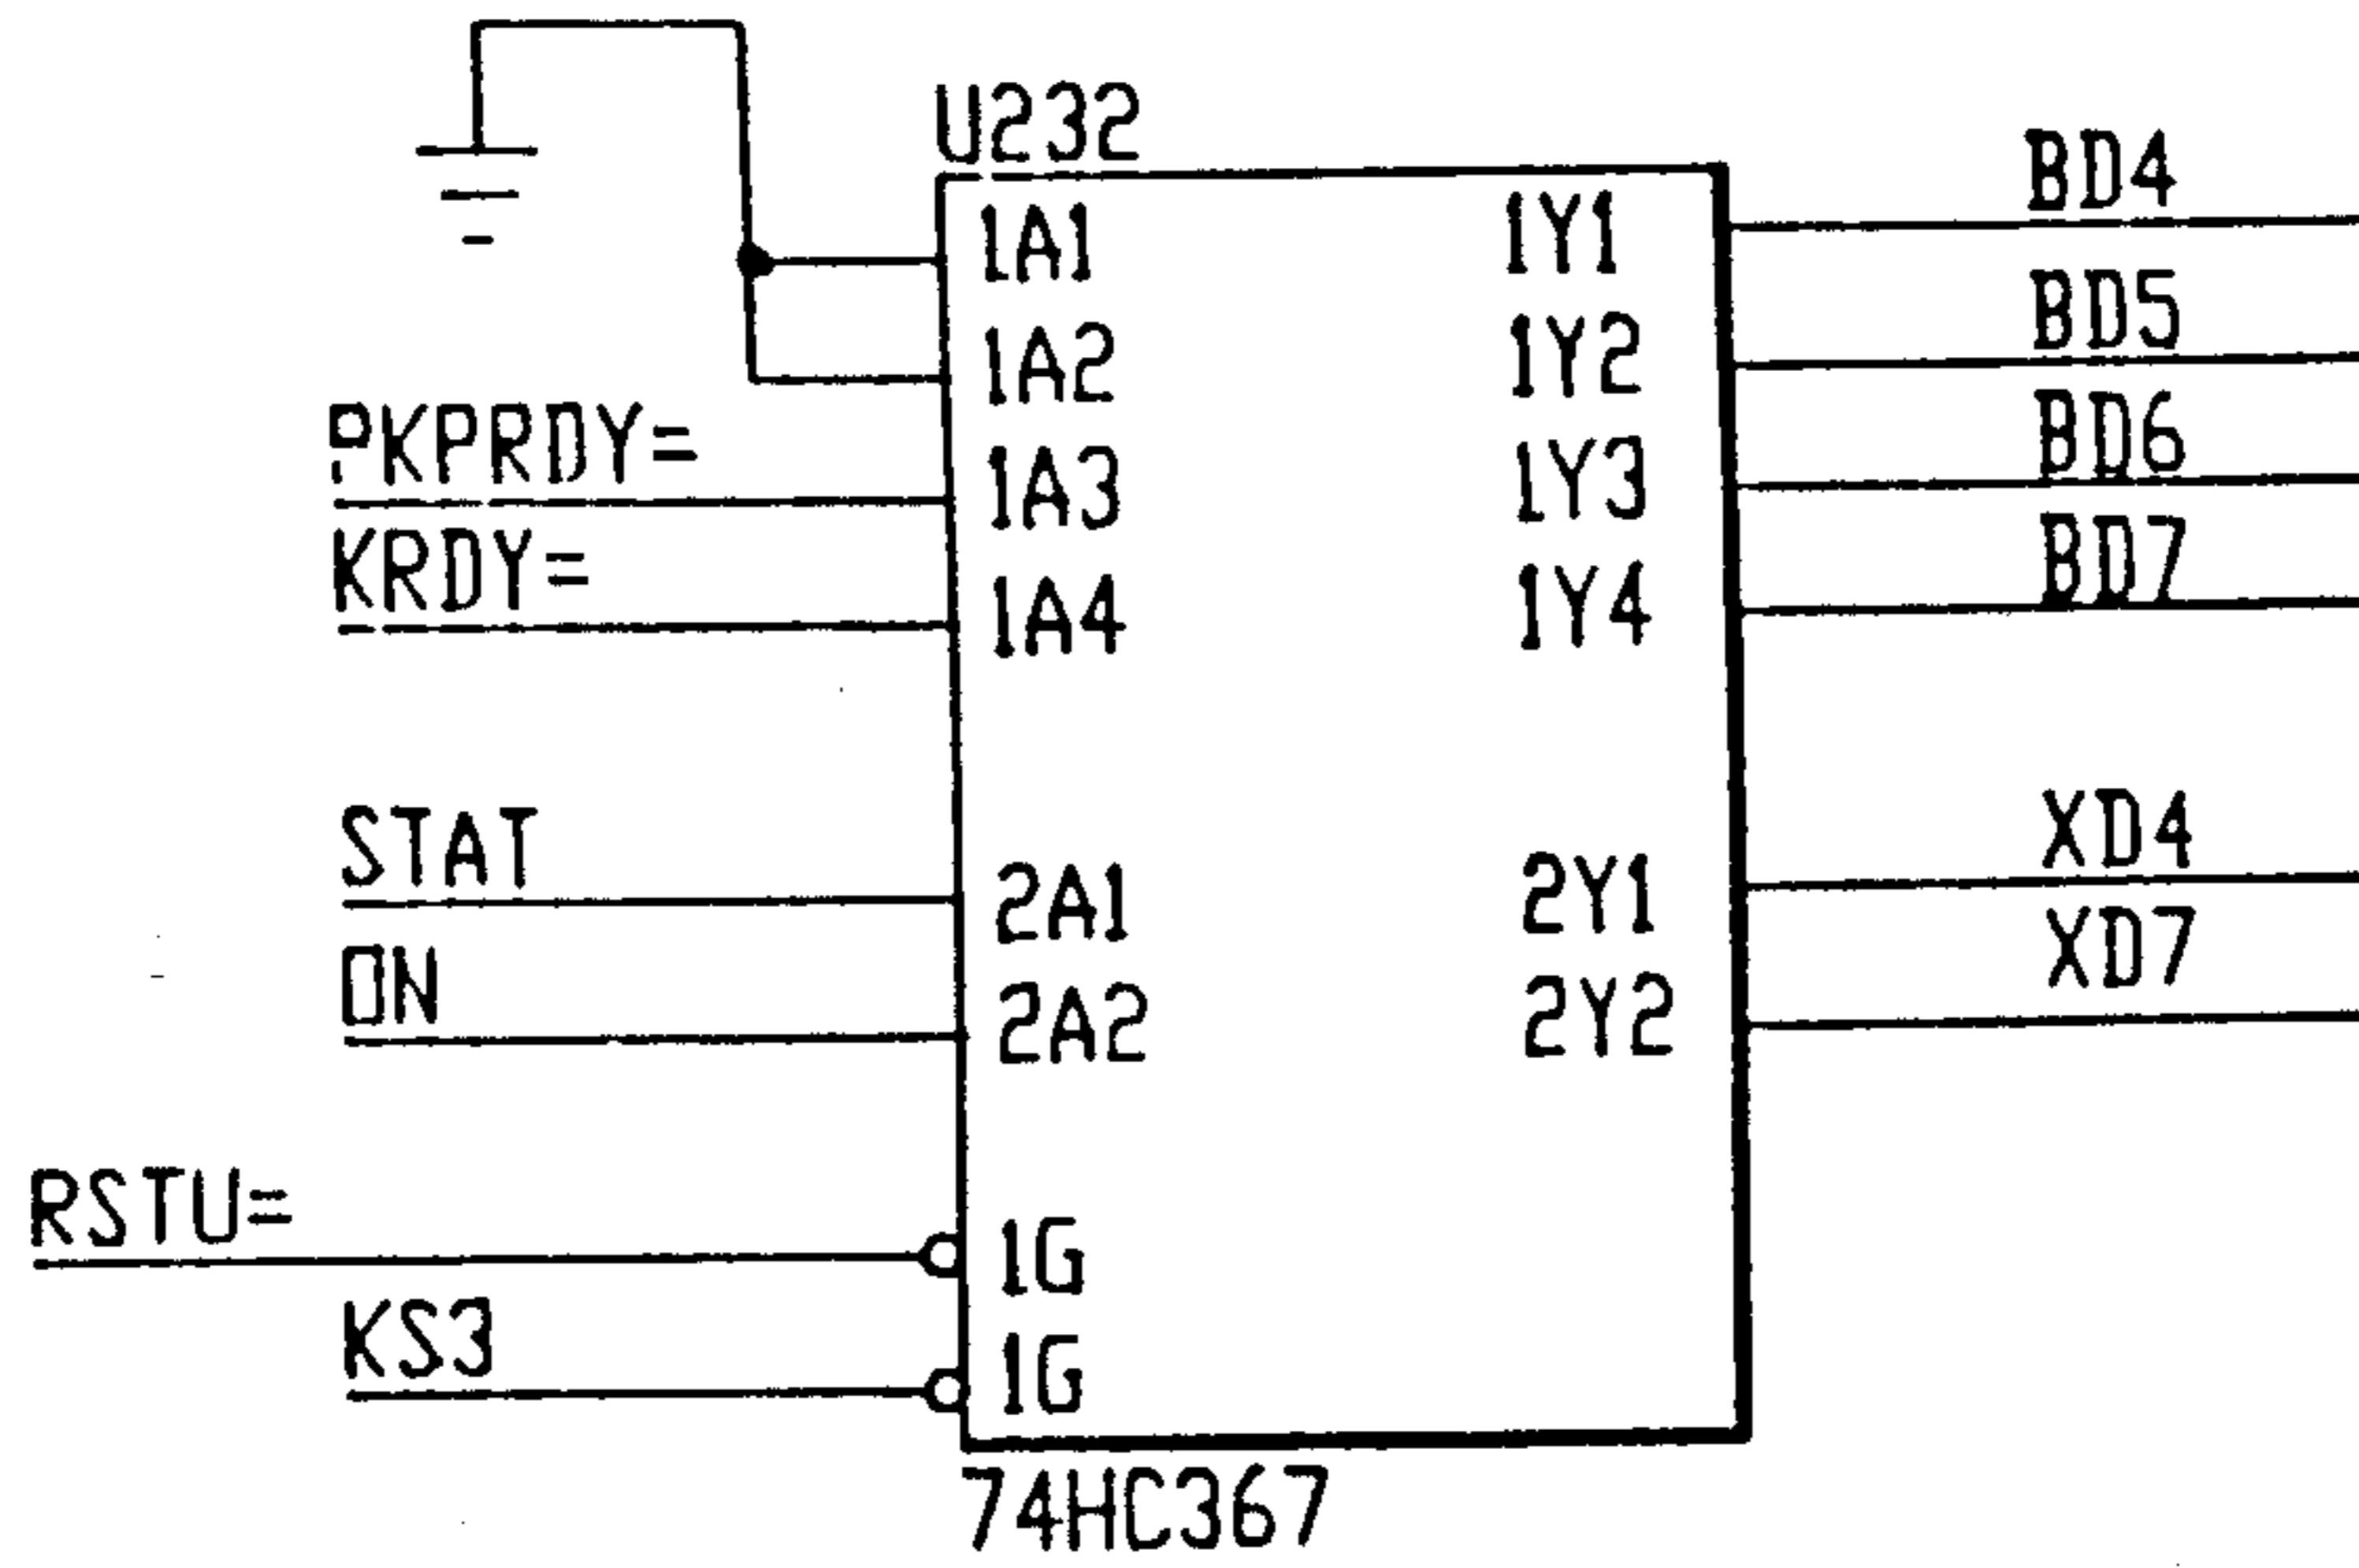 U232
BD4
1A1 1Y1
BD5
1A2 1Y2
PKPRDY=
BD6
1A3 1Y3
KRDY=
BD7
1A4 1Y4
STAT
XD4
2A1 2Y1
ON
XD7
2A2 2Y2
RSTU=
1G
KS3
1G
74HC367